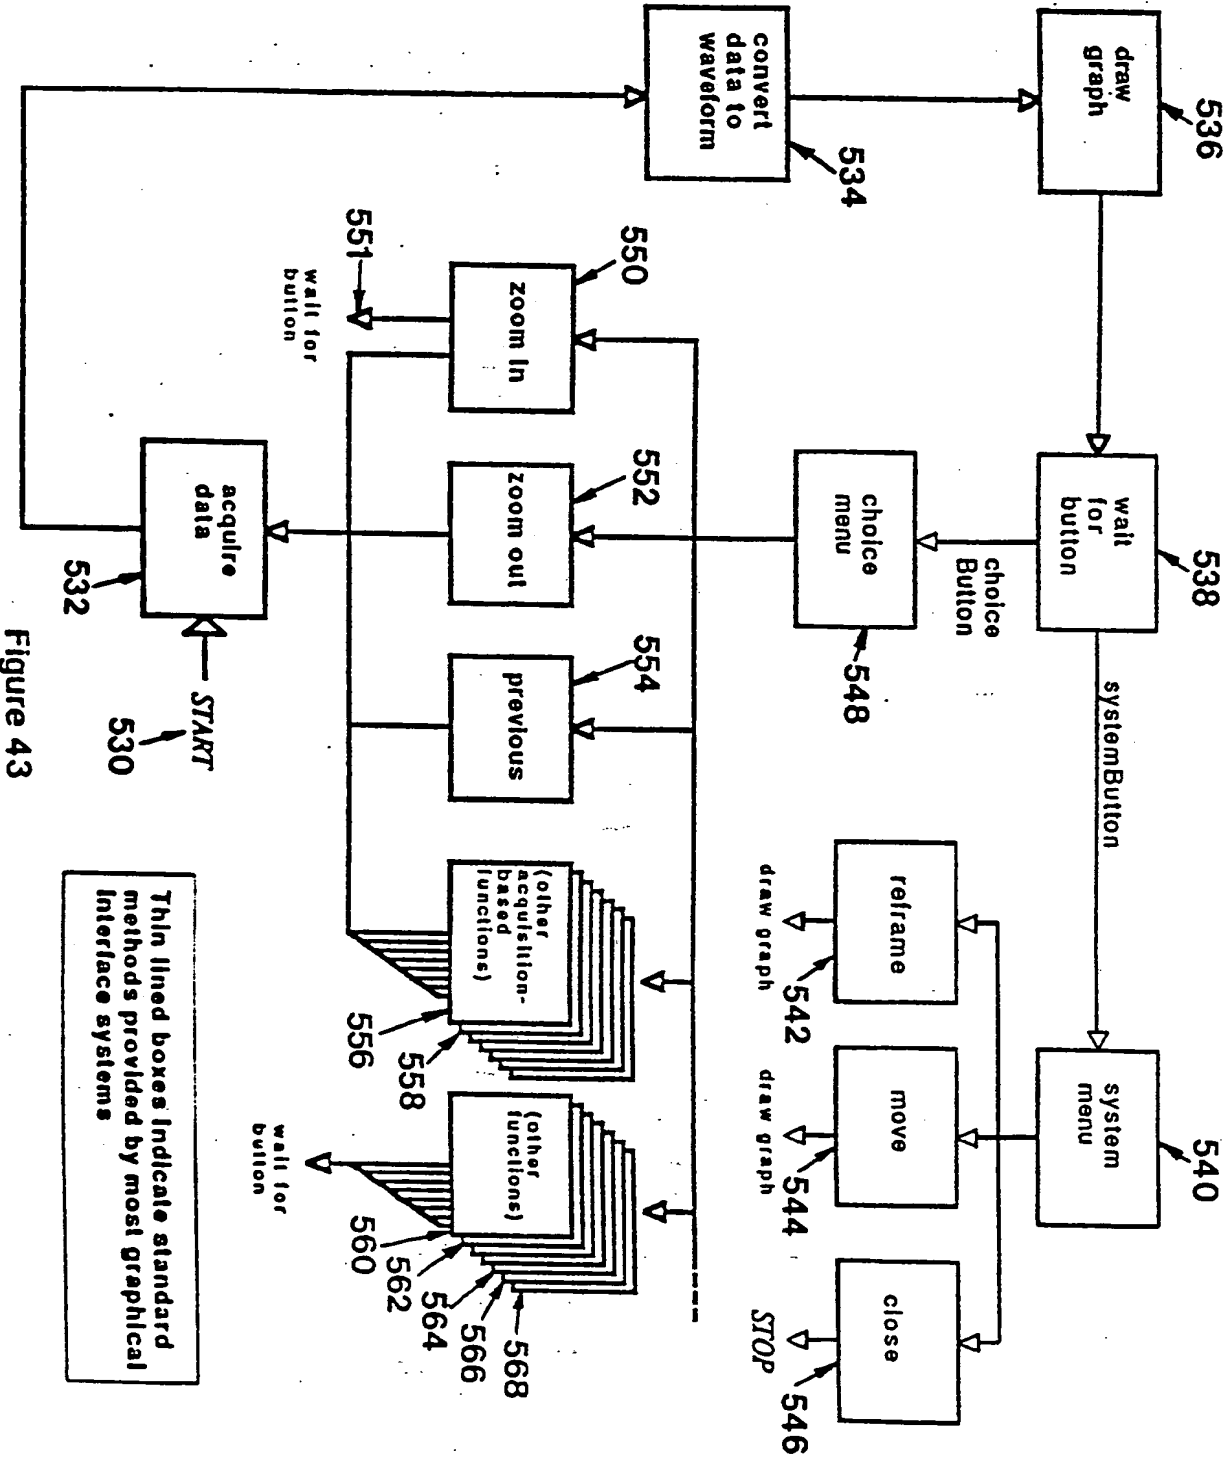 536
draw
graph
538
wait
for
button
systemButton
540
system
menu
choice
Button
534
convert
data to
waveform
548
choice
menu
reframe
542
draw graph
move
544
draw graph
close
546
STOP
550
zoom in
551
wait for
button
552
zoom out
554
previous
(other
acquisition-
based
functions)
556
558
(other
functions)
560
562
564
566
568
wait for
button
acquire
data
532
START
530
Thin lined boxes indicate standard
methods provided by most graphical
interface systems
Figure 43